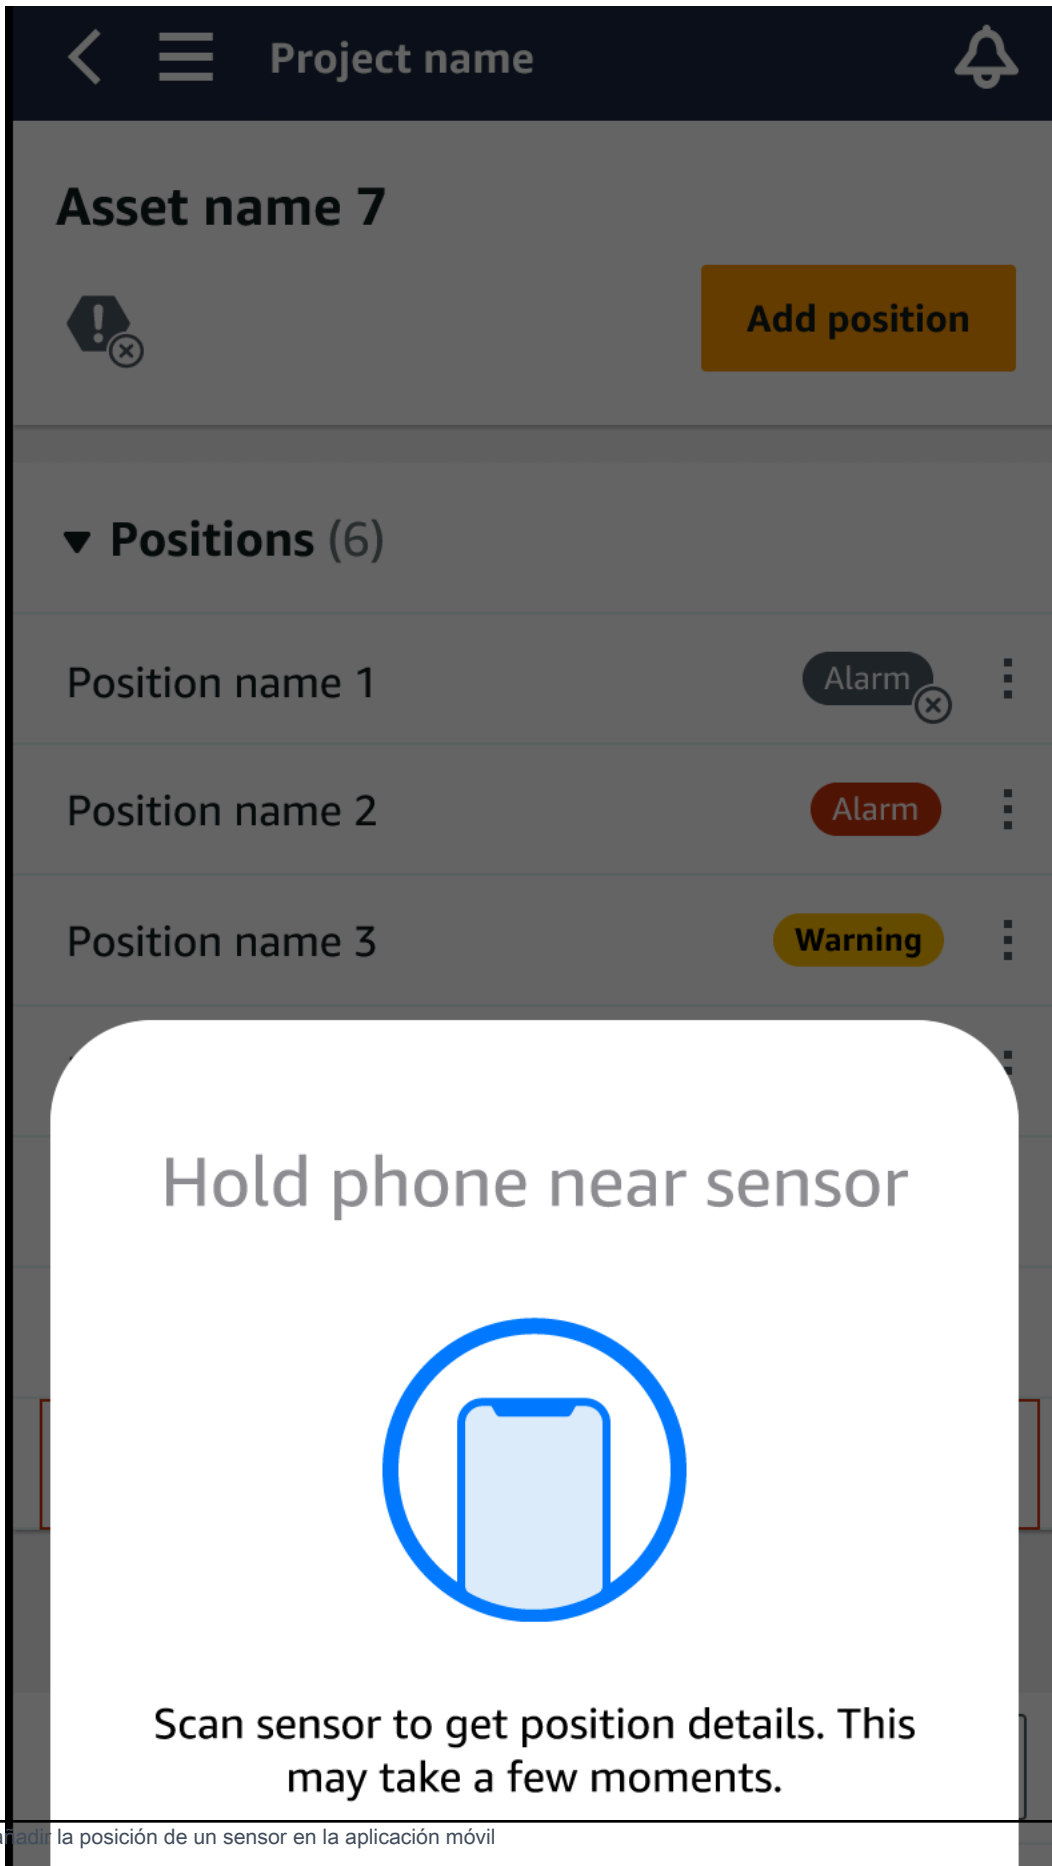 Project name
Asset name 7
Add position
Positions (6)
Position name 1
Alarm
Position name 2
Alarm
Position name 3
Warning
Hold phone near sensor
Scan sensor to get position details. This
may take a few moments.
añadir la posición de un sensor en la aplicación móvil